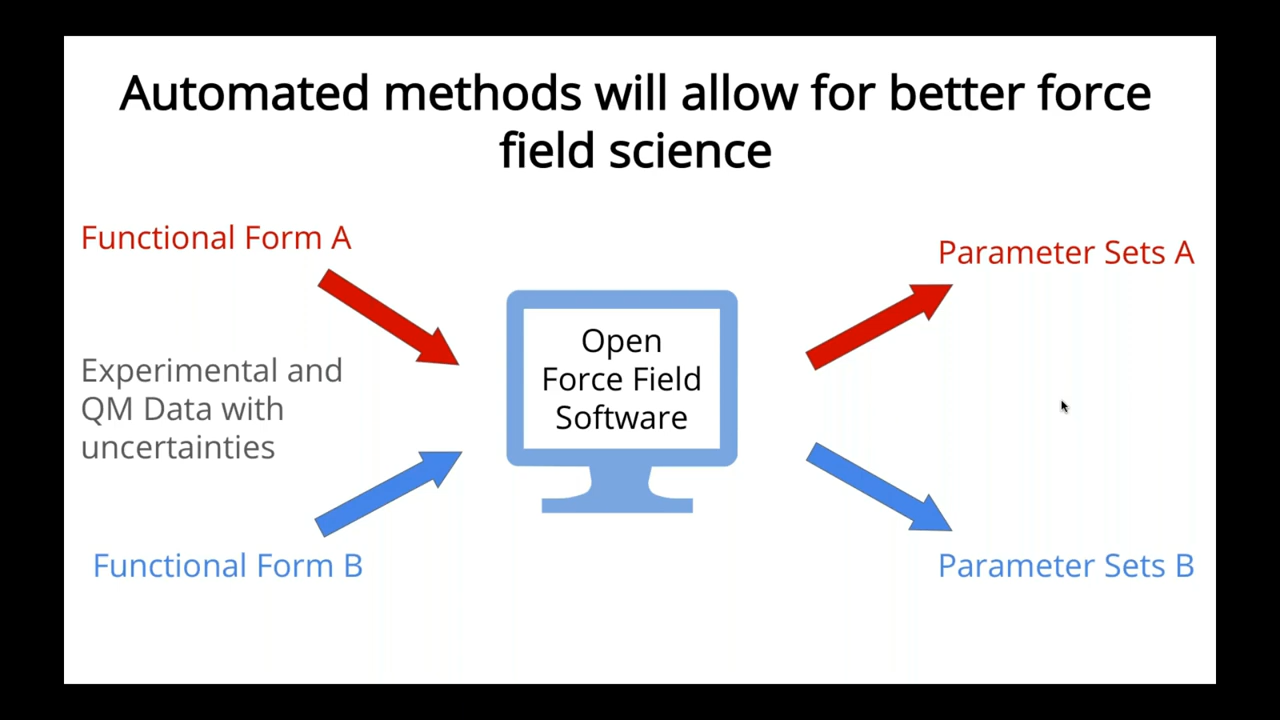 Automated methods will allow for better force
field science
Functional Form A
Parameter Sets A
Experimental and
QM Data with
uncertainties
Open
Force Field
Software
Functional Form B
Parameter Sets B